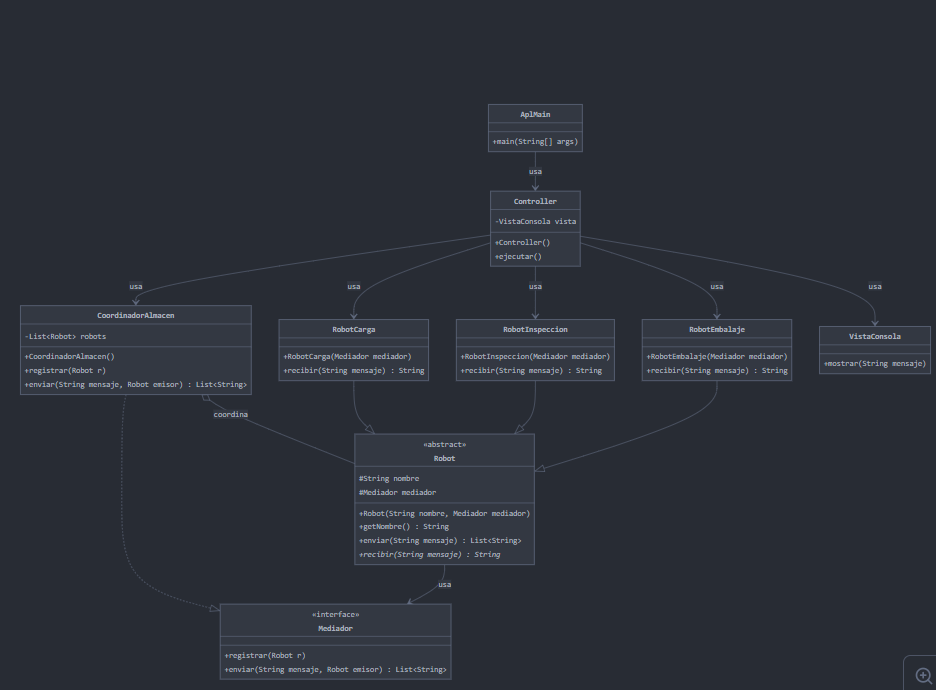 AplMain
+main(String[] args)
usa
Controller
-VistaConsola vista
+Controller()
+ejecutar()
usa
usa
usa
usa
usa
CoordinadorAlmacen
-List<Robot> robots
+CoordinadorAlmacen()
+registrar(Robot r)
+enviar(String mensaje, Robot emisor) : List<String>
RobotCarga
+RobotCarga(Mediador mediador)
+recibir(String mensaje) : String
RobotInspeccion
+RobotInspeccion(Mediador mediador)
+recibir(String mensaje) : String
RobotEmbalaje
+RobotEmbalaje(Mediador mediador)
+recibir(String mensaje) : String
VistaConsola
+mostrar(String mensaje)
coordina
«abstract»
Robot
#String nombre
#Mediador mediador
+Robot(String nombre, Mediador mediador)
+getNombre() : String
+enviar(String mensaje) : List<String>
+recibir(String mensaje) : String
usa
«interface»
Mediador
+registrar(Robot r)
+enviar(String mensaje, Robot emisor) : List<String>